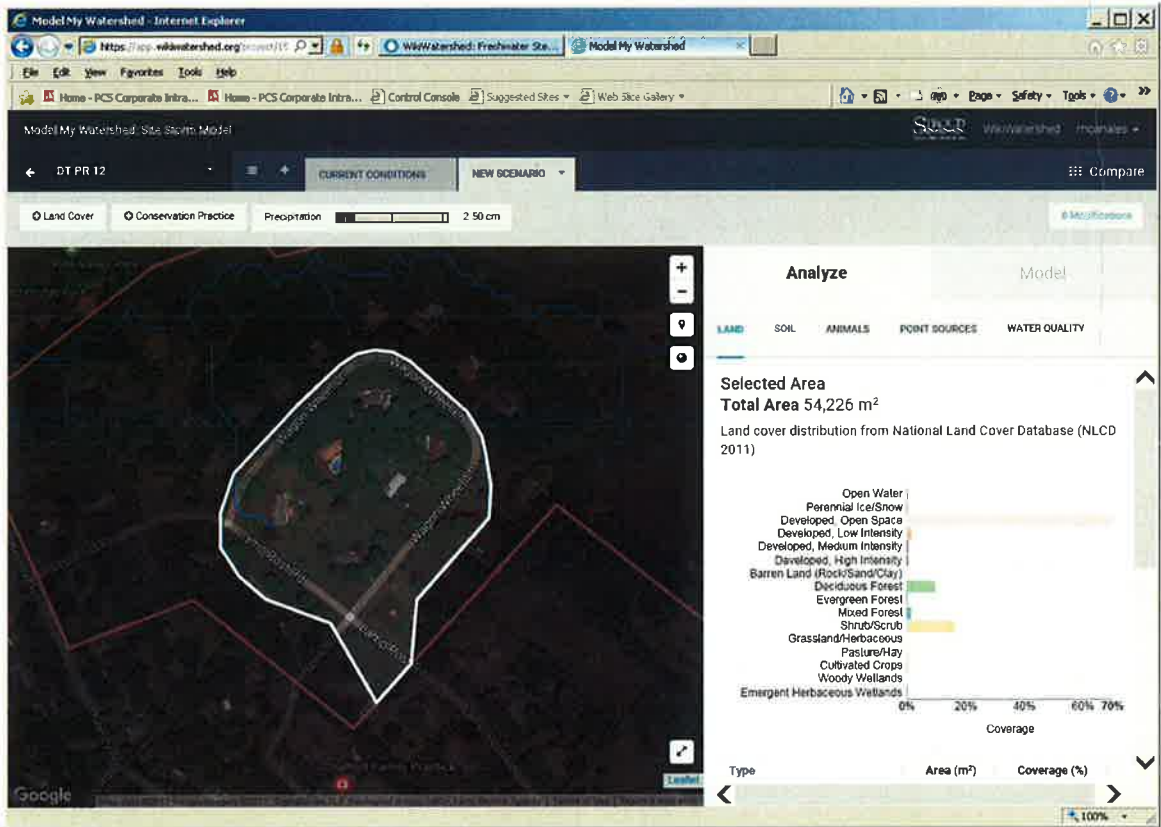 Model My Watershed - Internet Explorer
https://app.wikiwatershed.org/project/15
WikiWatershed: Freshwater Ste...
Model My Watershed
File Edit View Favorites Tools Help
Home - PCS Corporate Intra... Home - PCS Corporate Intra... Control Console Suggested Sites Web Slice Gallery
Page Safety Tools
Model My Watershed: Site Storm Model
WikiWatershed
DT PR 12
CURRENT CONDITIONS
NEW SCENARIO
Compare
Land Cover
Conservation Practice
Precipitation
2.50 cm
Analyze
Model
LAND SOIL ANIMALS POINT SOURCES WATER QUALITY
Selected Area
Total Area 54,226 m²
Land cover distribution from National Land Cover Database (NLCD
2011)
Open Water
Perennial Ice/Snow
Developed, Open Space
Developed, Low Intensity
Developed, Medium Intensity
Developed, High Intensity
Barren Land (Rock/Sand/Clay)
Deciduous Forest
Evergreen Forest
Mixed Forest
Shrub/Scrub
Grassland/Herbaceous
Pasture/Hay
Cultivated Crops
Woody Wetlands
Emergent Herbaceous Wetlands
0% 20% 40% 60% 70%
Coverage
Type Area (m²) Coverage (%)
Google
Leaflet
100%